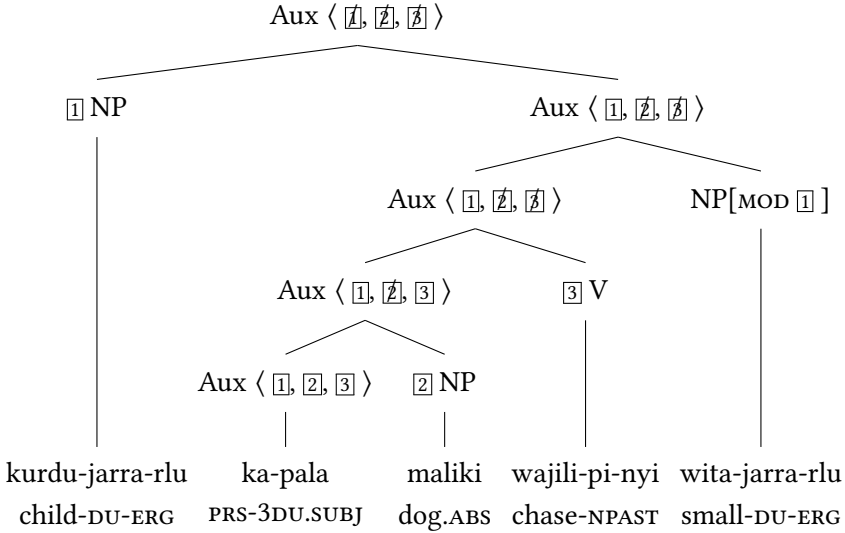 Aux ⟨ 1̸, 2̸, 3̸ ⟩
1 NP Aux ⟨ 1, 2̸, 3̸ ⟩
Aux ⟨ 1, 2̸, 3̸ ⟩ NP[MOD 1 ]
Aux ⟨ 1, 2̸, 3 ⟩ 3 V
Aux ⟨ 1, 2, 3 ⟩ 2 NP
kurdu-jarra-rlu ka-pala maliki wajili-pi-nyi wita-jarra-rlu
child-DU-ERG PRS-3DU.SUBJ dog.ABS chase-NPAST small-DU-ERG